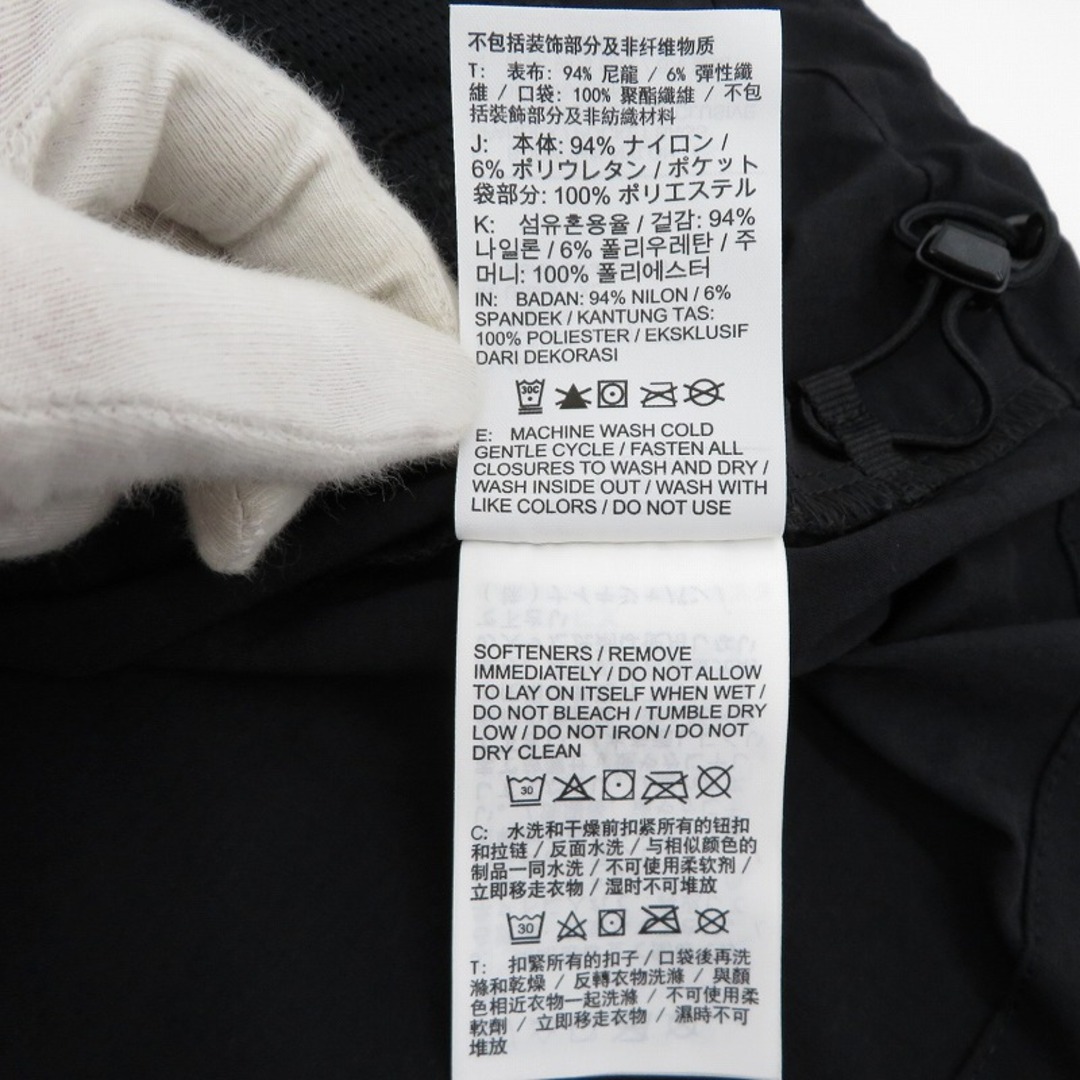 不包括装饰部分及非纤维物质
T: 表布: 94% 尼龍 / 6% 彈性纖
維 / 口袋: 100% 聚酯纖維 / 不包
括裝飾部分及非紡織材料
J: 本体: 94% ナイロン /
6% ポリウレタン / ポケット
袋部分: 100% ポリエステル
K: 섬유혼용율 / 겉감: 94%
나일론 / 6% 폴리우레탄 / 주
머니: 100% 폴리에스터
IN: BADAN: 94% NILON / 6%
SPANDEK / KANTUNG TAS:
100% POLIESTER / EKSKLUSIF
DARI DEKORASI
30C
E: MACHINE WASH COLD
GENTLE CYCLE / FASTEN ALL
CLOSURES TO WASH AND DRY /
WASH INSIDE OUT / WASH WITH
LIKE COLORS / DO NOT USE
SOFTENERS / REMOVE
IMMEDIATELY / DO NOT ALLOW
TO LAY ON ITSELF WHEN WET /
DO NOT BLEACH / TUMBLE DRY
LOW / DO NOT IRON / DO NOT
DRY CLEAN
30
C: 水洗和干燥前扣紧所有的钮扣
和拉链 / 反面水洗 / 与相似颜色的
制品一同水洗 / 不可使用柔软剂 /
立即移走衣物 / 湿时不可堆放
30
T: 扣緊所有的扣子 / 口袋後再洗
滌和乾燥 / 反轉衣物洗滌 / 與顏
色相近衣物一起洗滌 / 不可使用柔
軟劑 / 立即移走衣物 / 濕時不可
堆放